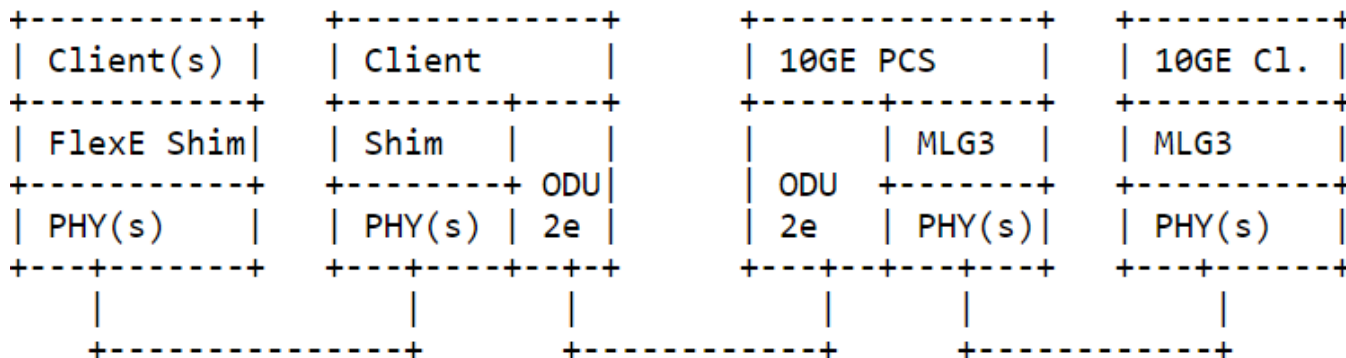 +-----------+   +-------------+      +--------------+   +----------+
| Client(s) |   | Client      |      | 10GE PCS     |   | 10GE Cl. |
+-----------+   +--------+----+      +------+-------+   +----------+
| FlexE Shim|   | Shim   |    |      |      | MLG3  |   | MLG3     |
+-----------+   +--------+ ODU|      | ODU  +-------+   +----------+
| PHY(s)    |   | PHY(s) | 2e |      | 2e   | PHY(s)|   | PHY(s)   |
+---+-------+   +---+----+--+-+      +---+--+---+---+   +---+------+
    |               |       |            |      |           |
    +---------------+       +------------+      +------------+